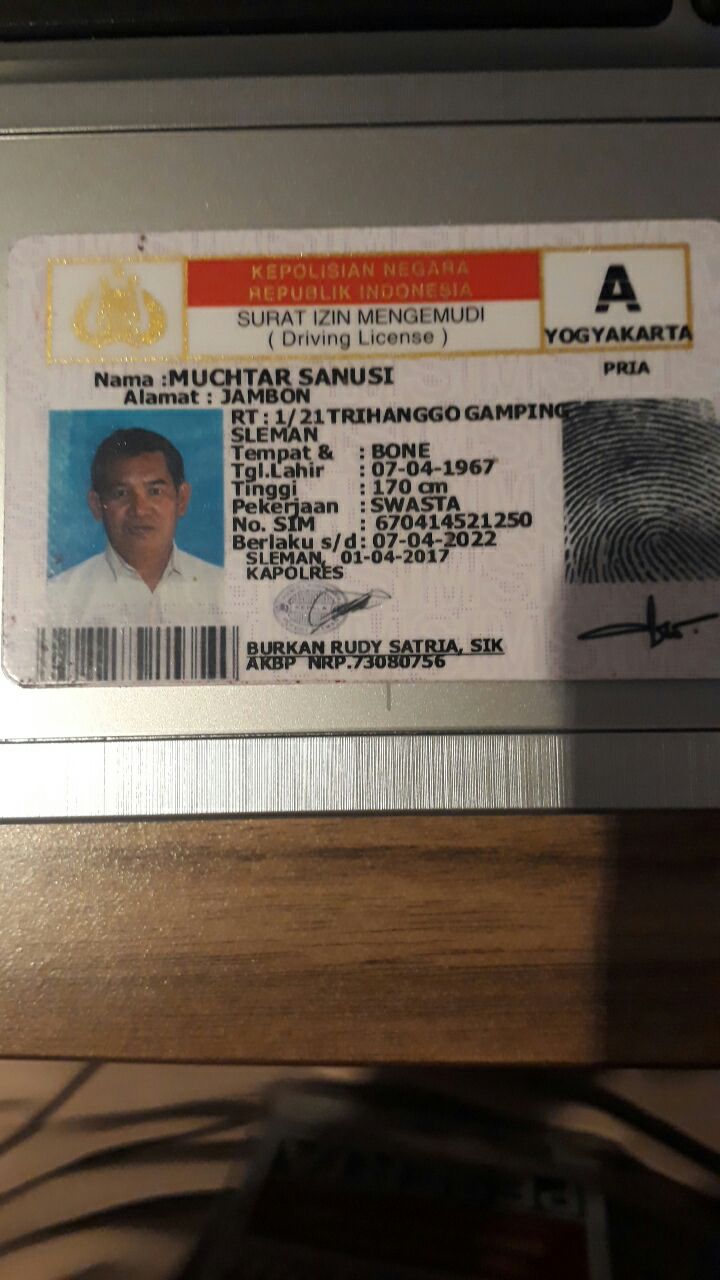 KEPOLISIAN NEGARA
REPUBLIK INDONESIA
SURAT IZIN MENGEMUDI
( Driving License )
A
YOGYAKARTA
PRIA
Nama :MUCHTAR SANUSI
Alamat : JAMBON
RT : 1/21TRIHANGGO GAMPING
SLEMAN
Tempat & : BONE
Tgl.Lahir : 07-04-1967
Tinggi : 170 cm
Pekerjaan :SWASTA
No. SIM : 670414521250
Berlaku s/d: 07-04-2022
SLEMAN, 01-04-2017
KAPOLRES
BURKAN RUDY SATRIA, SIK
AKBP NRP.73080756